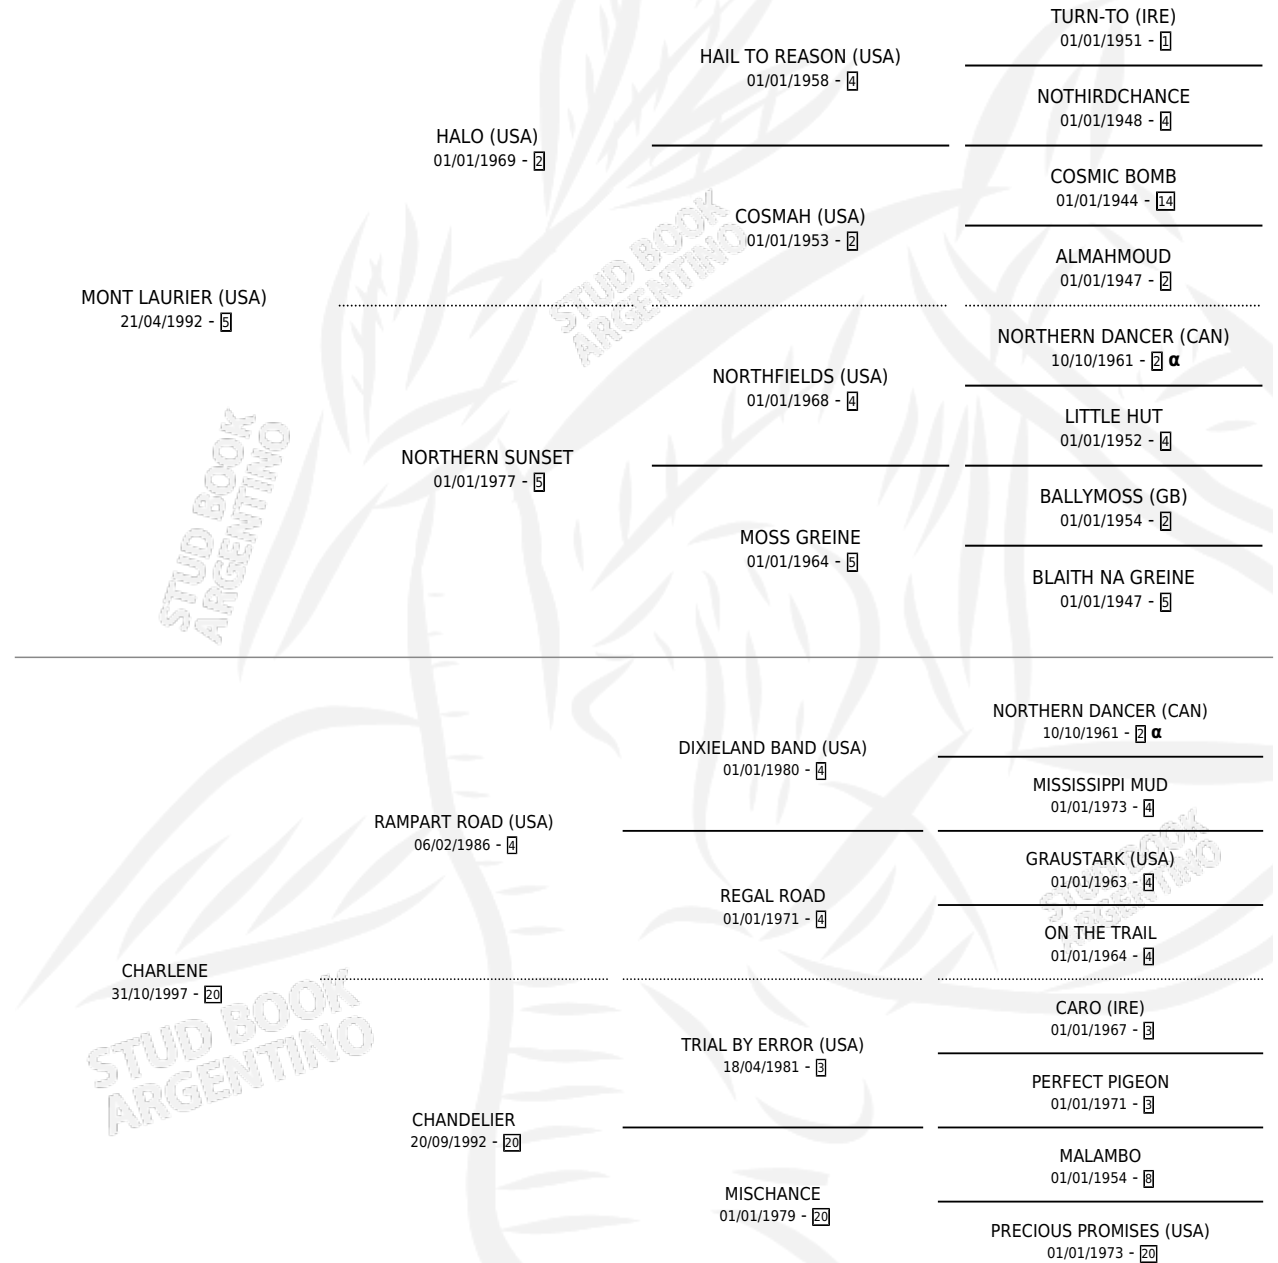 TURN-TO (IRE)
01/01/1951 - 1
HAIL TO REASON (USA)
01/01/1958 - 4
NOTHIRDCHANCE
01/01/1948 - 4
HALO (USA)
01/01/1969 - 2
COSMIC BOMB
01/01/1944 - 14
COSMAH (USA)
01/01/1953 - 2
ALMAHMOUD
01/01/1947 - 2
MONT LAURIER (USA)
21/04/1992 - 5
NORTHERN DANCER (CAN)
10/10/1961 - 2 α
NORTHFIELDS (USA)
01/01/1968 - 4
LITTLE HUT
01/01/1952 - 4
NORTHERN SUNSET
01/01/1977 - 5
BALLYMOSS (GB)
01/01/1954 - 2
MOSS GREINE
01/01/1964 - 5
BLAITH NA GREINE
01/01/1947 - 5
NORTHERN DANCER (CAN)
10/10/1961 - 2 α
DIXIELAND BAND (USA)
01/01/1980 - 4
MISSISSIPPI MUD
01/01/1973 - 4
RAMPART ROAD (USA)
06/02/1986 - 4
GRAUSTARK (USA)
01/01/1963 - 4
REGAL ROAD
01/01/1971 - 4
ON THE TRAIL
01/01/1964 - 4
CHARLENE
31/10/1997 - 20
CARO (IRE)
01/01/1967 - 3
TRIAL BY ERROR (USA)
18/04/1981 - 3
PERFECT PIGEON
01/01/1971 - 3
CHANDELIER
20/09/1992 - 20
MALAMBO
01/01/1954 - 8
MISCHANCE
01/01/1979 - 20
PRECIOUS PROMISES (USA)
01/01/1973 - 20
STUD BOOK
ARGENTINO
STUD BOOK
ARGENTINO
STUD BOOK
ARGENTINO
STUD BOOK
ARGENTINO